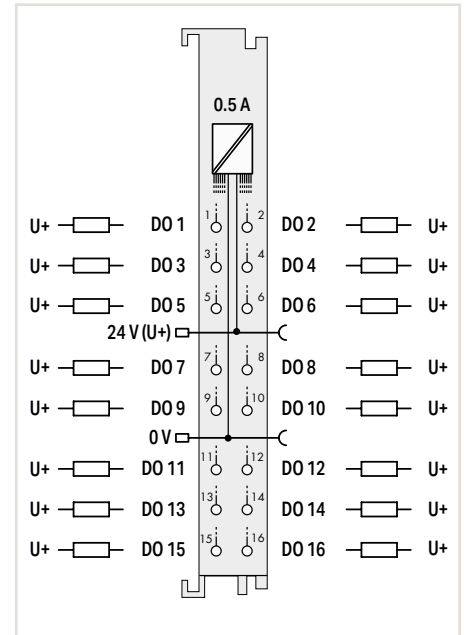 0.5 A
1 2
U+ DO 1 DO 2 U+
3 4
U+ DO 3 DO 4 U+
5 6
U+ DO 5 DO 6 U+
24 V (U+)
7 8
U+ DO 7 DO 8 U+
9 10
U+ DO 9 DO 10 U+
0 V
11 12
U+ DO 11 DO 12 U+
13 14
U+ DO 13 DO 14 U+
15 16
U+ DO 15 DO 16 U+